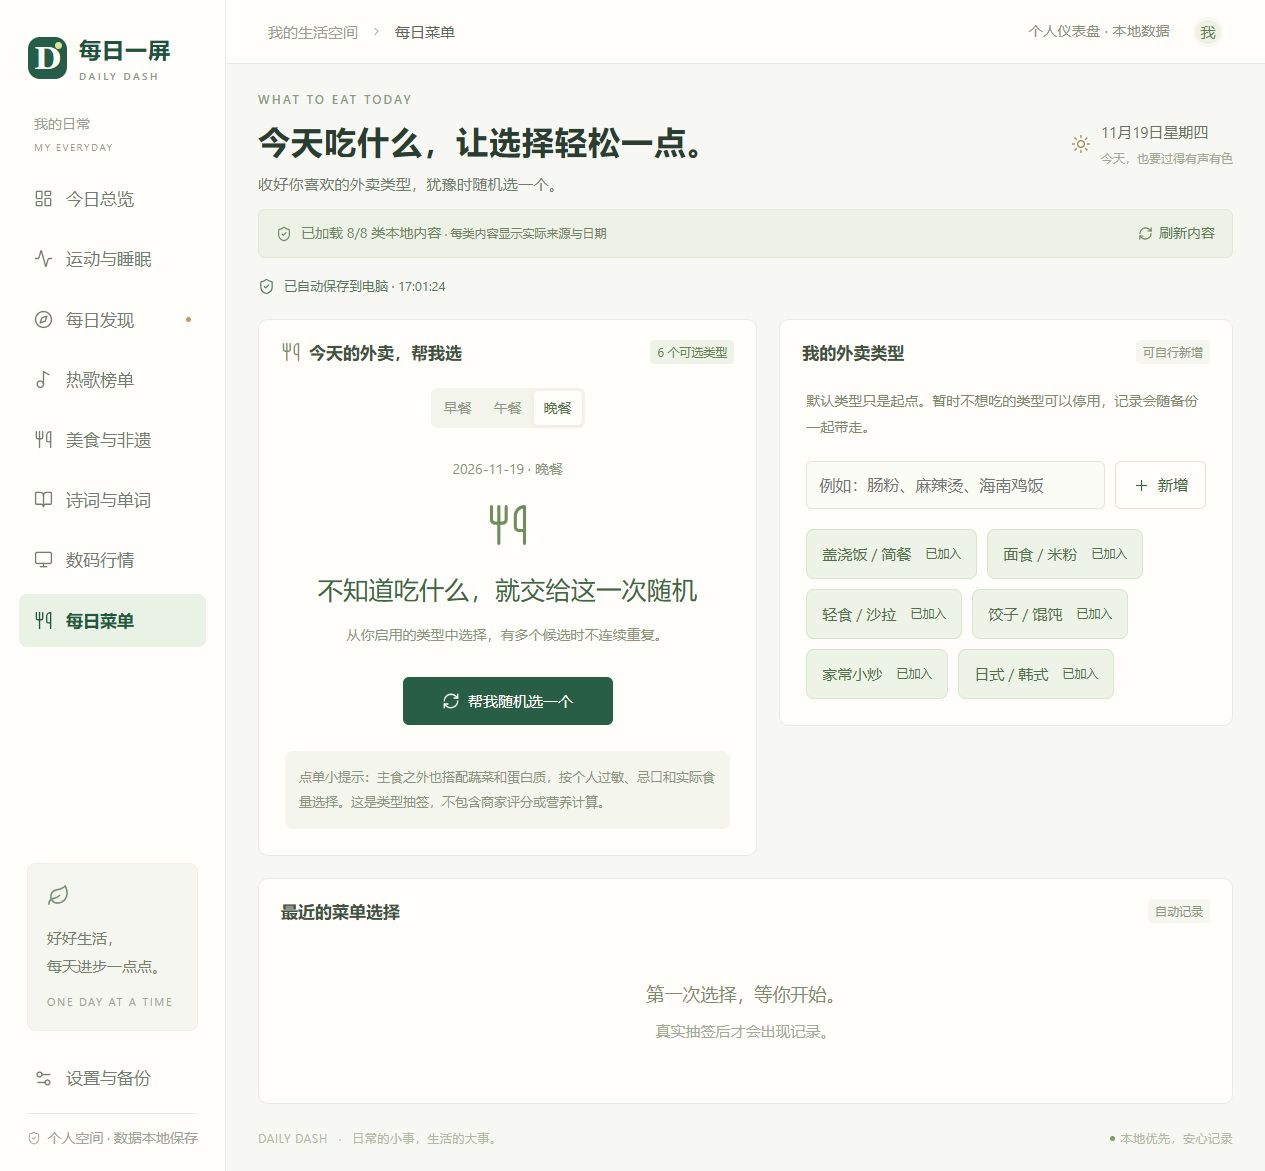 每日一屏
DAILY DASH
我的日常
MY EVERYDAY
今日总览
运动与睡眠
每日发现
热歌榜单
美食与非遗
诗词与单词
数码行情
每日菜单
好好生活，
每天进步一点点。
ONE DAY AT A TIME
设置与备份
个人空间 · 数据本地保存
我的生活空间 > 每日菜单
个人仪表盘 · 本地数据 我
WHAT TO EAT TODAY
今天吃什么，让选择轻松一点。
收好你喜欢的外卖类型，犹豫时随机选一个。
11月19日星期四
今天，也要过得有声有色
已加载 8/8 类本地内容 · 每类内容显示实际来源与日期
刷新内容
已自动保存到电脑 · 17:01:24
今天的外卖，帮我选
6 个可选类型
早餐 午餐 晚餐
2026-11-19 · 晚餐
不知道吃什么，就交给这一次随机
从你启用的类型中选择，有多个候选时不连续重复。
帮我随机选一个
点单小提示：主食之外也搭配蔬菜和蛋白质，按个人过敏、忌口和实际食
量选择。这是类型抽签，不包含商家评分或营养计算。
我的外卖类型
可自行新增
默认类型只是起点。暂时不想吃的类型可以停用，记录会随备份
一起带走。
例如：肠粉、麻辣烫、海南鸡饭
+ 新增
盖浇饭 / 简餐 已加入
面食 / 米粉 已加入
轻食 / 沙拉 已加入
饺子 / 馄饨 已加入
家常小炒 已加入
日式 / 韩式 已加入
最近的菜单选择
自动记录
第一次选择，等你开始。
真实抽签后才会出现记录。
DAILY DASH · 日常的小事，生活的大事。
本地优先，安心记录